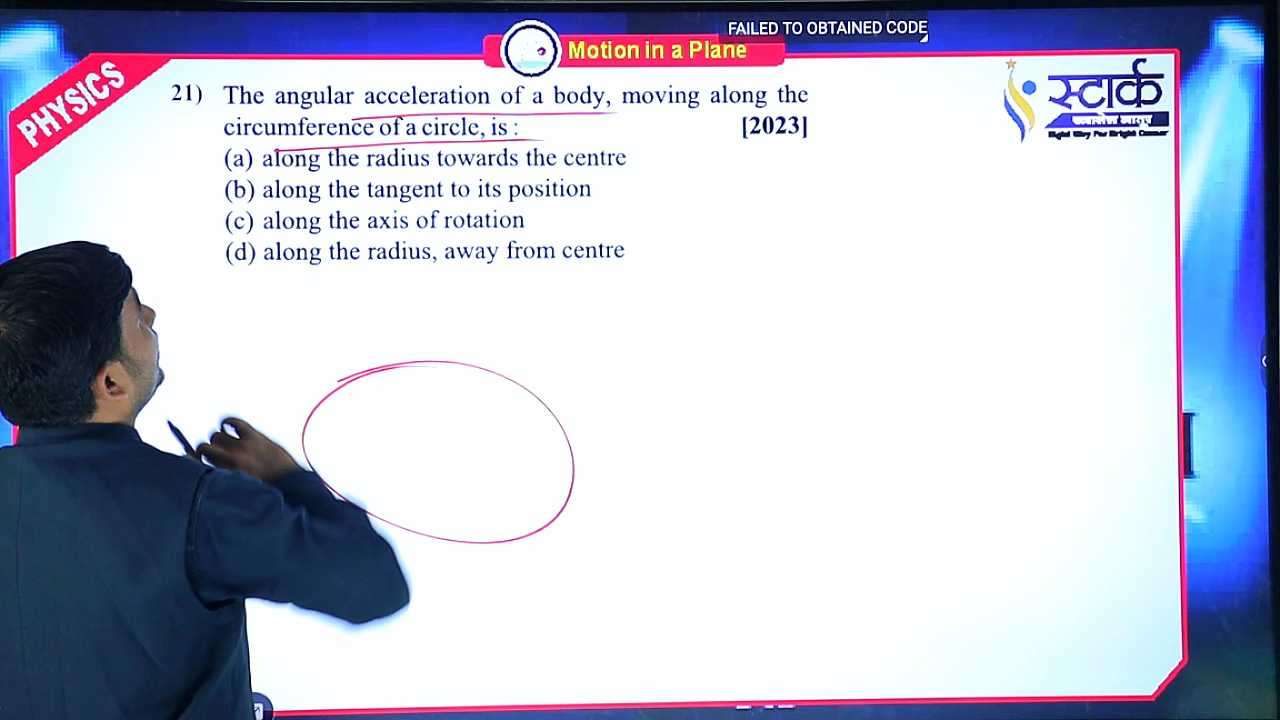 FAILED TO OBTAINED CODE
Motion in a Plane
PHYSICS
स्टार्क
21) The angular acceleration of a body, moving along the
circumference of a circle, is : [2023]
(a) along the radius towards the centre
(b) along the tangent to its position
(c) along the axis of rotation
(d) along the radius, away from centre